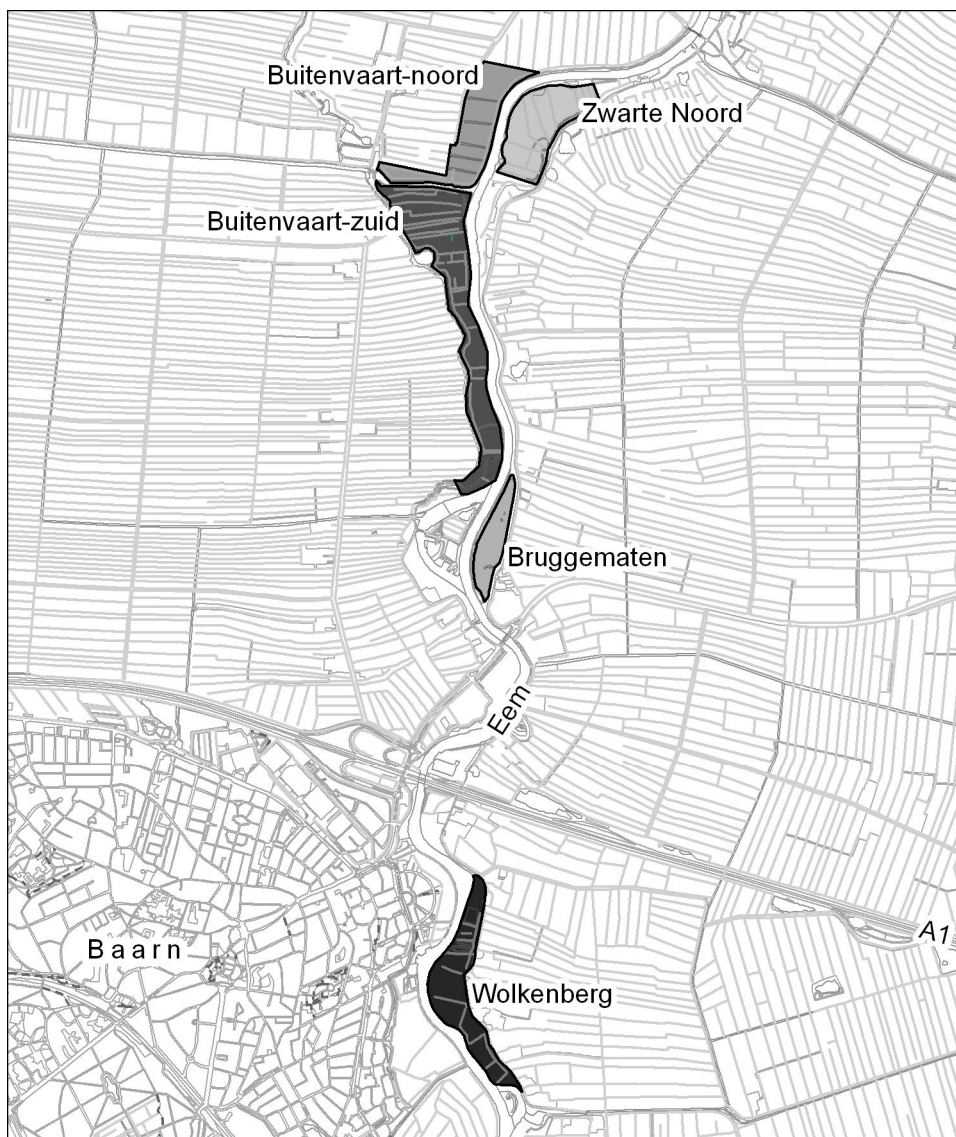 Buitenvaart-noord
Zwarte Noord
Buitenvaart-zuid
Bruggematen
Eem
A1
Baarn
Wolkenberg